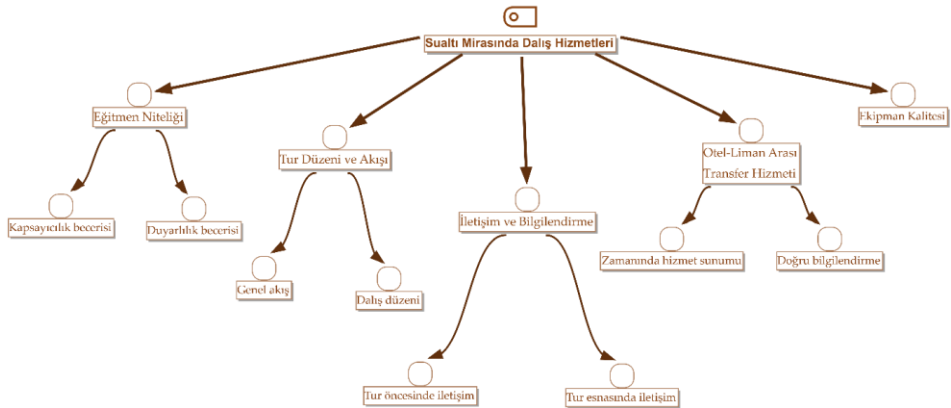 Sualtı Mirasında Dalış Hizmetleri
Eğitmen Niteliği
Ekipman Kalitesi
Tur Düzeni ve Akışı
Otel-Liman Arası
Transfer Hizmeti
Kapsayıcılık becerisi
Duyarlılık becerisi
İletişim ve Bilgilendirme
Zamanında hizmet sunumu
Doğru bilgilendirme
Genel akış
Dalış düzeni
Tur öncesinde iletişim
Tur esnasında iletişim